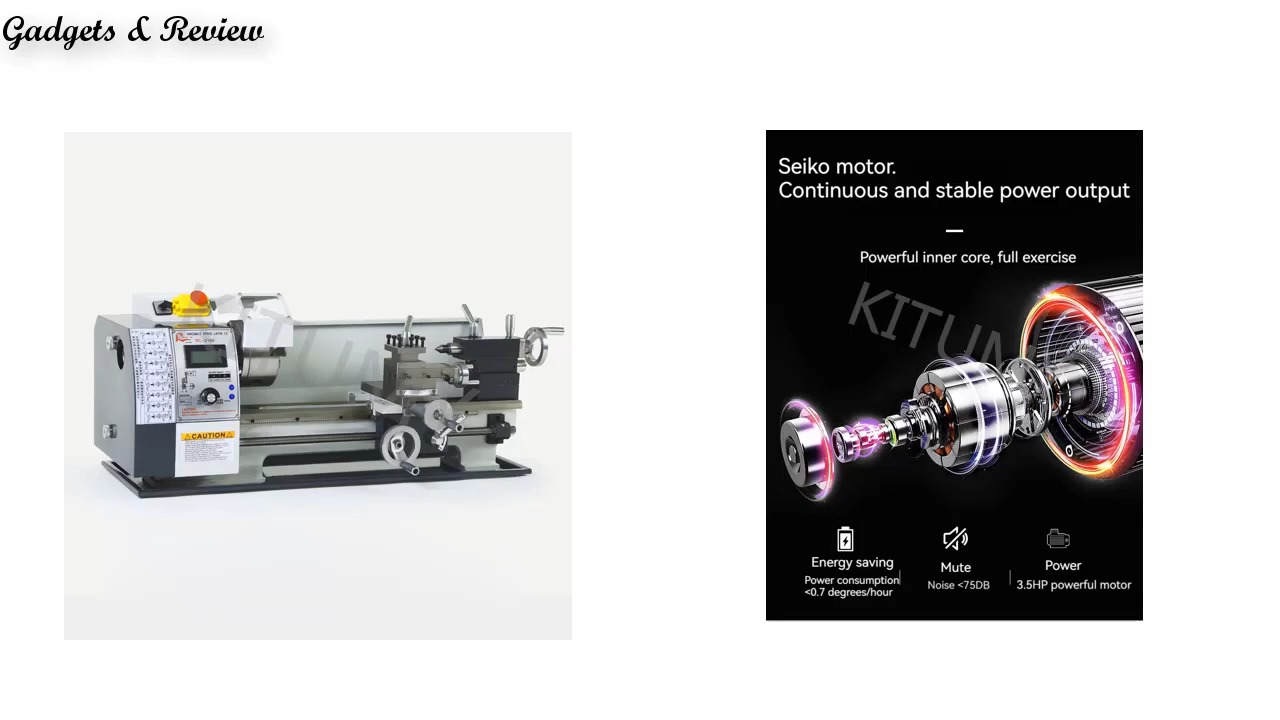 Gadgets & Review
CAUTION
Seiko motor.
Continuous and stable power output
Powerful inner core, full exercise
KITUN
Energy saving
Power consumption
<0.7 degrees/hour
Mute
Noise <75DB
Power
3.5HP powerful motor